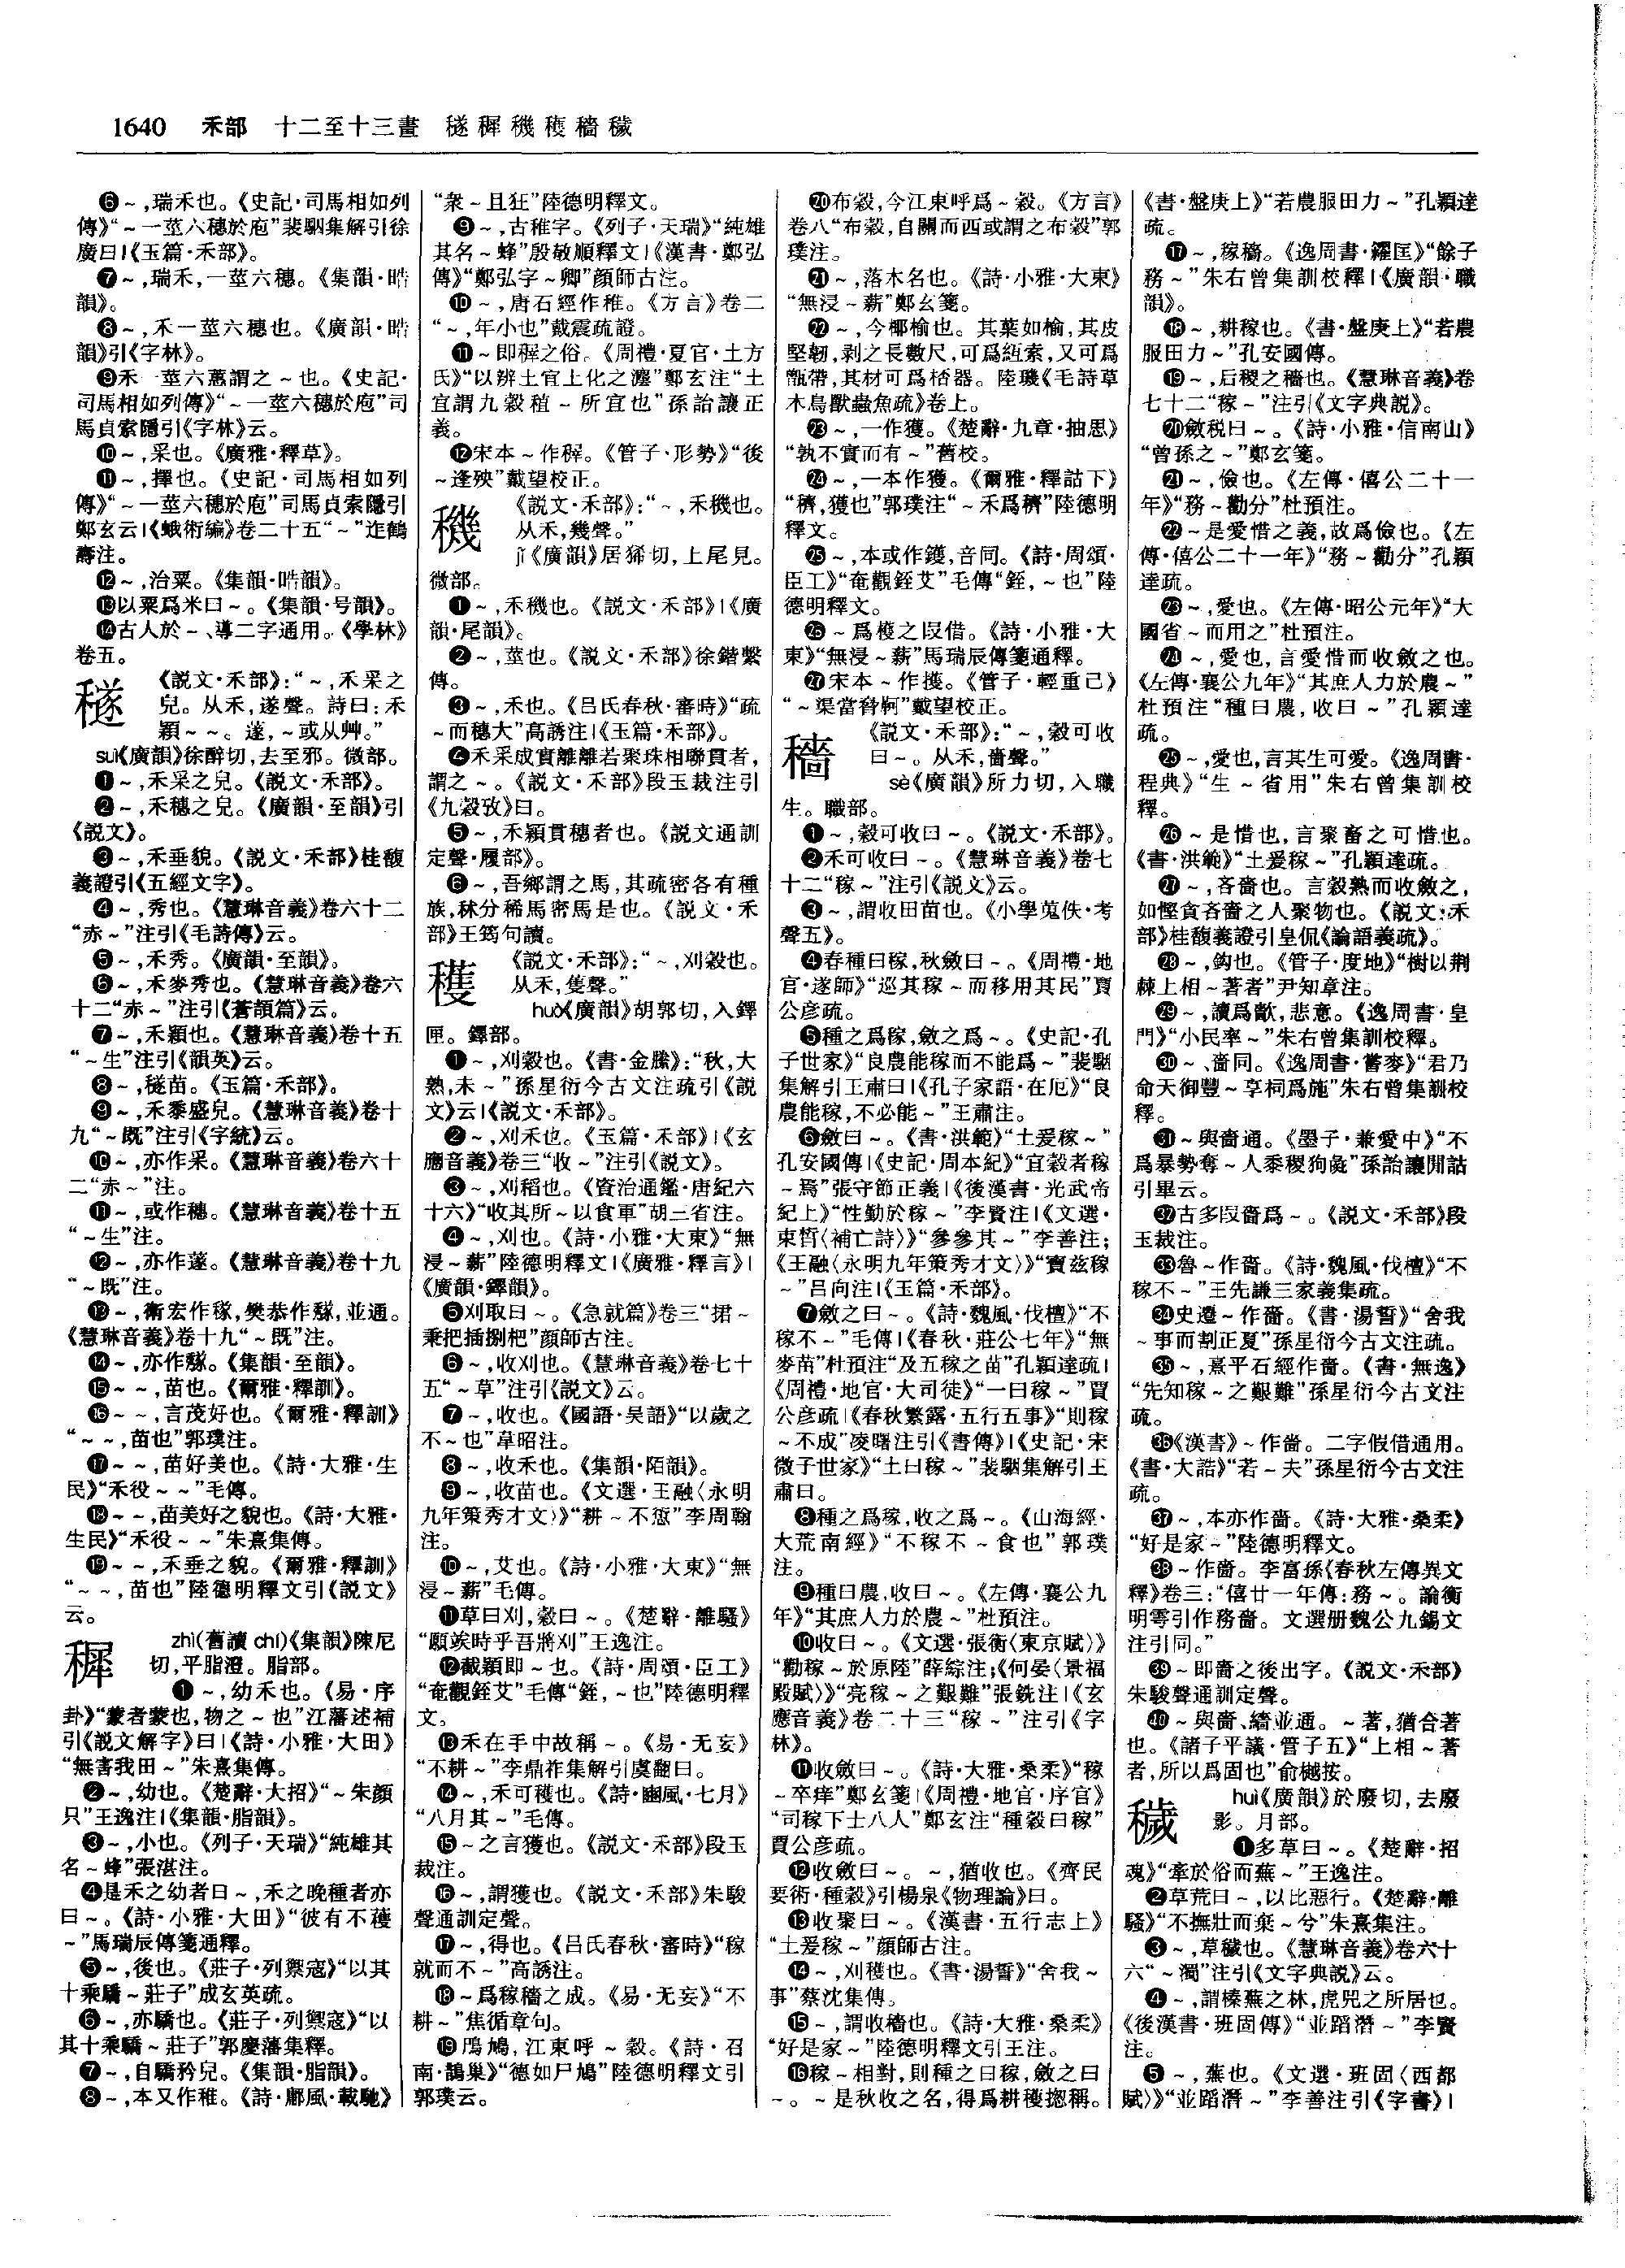 1640 禾部 十二至十三畫 穟稺機穫穡穢
❻～,瑞禾也。《史記·司馬相如列
傳》“～一莖六穗於庖”裴駰集解引徐
廣曰|《玉篇·禾部》。
❼～,瑞禾,一莖六穗。《集韻·晧
韻》。
❽～,禾一莖六穗也。《廣韻·晧
韻》引《字林》。
❾禾一莖六蕙謂之～也。《史記·
司馬相如列傳》“～一莖六穗於庖”司
馬貞索隱引《字林》云。
❿～,采也。《廣雅·釋草》。
⓫～,擇也。《史記·司馬相如列
傳》“～一莖六穗於庖”司馬貞索隱引
鄭玄云|《蛾術編》卷二十五“～”迮鶴
壽注。
⓬～,治粟。《集韻·晧韻》。
⓭以粟爲米曰～。《集韻·号韻》。
⓮古人於～、導二字通用。《學林》
卷五。
穟 《説文·禾部》:“～,禾采之
皃。从禾,遂聲。詩曰:禾
穎～～。蓫,～或从艸。”
suì《廣韻》徐醉切,去至邪。微部。
❶～,禾采之皃。《説文·禾部》。
❷～,禾穗之皃。《廣韻·至韻》引
《説文》。
❸～,禾垂貌。《説文·禾部》桂馥
義證引《五經文字》。
❹～,秀也。《慧琳音義》卷六十二
“赤～”注引《毛詩傳》云。
❺～,禾秀。《廣韻·至韻》。
❻～,禾麥秀也。《慧琳音義》卷六
十二“赤～”注引《蒼頡篇》云。
❼～,禾穎也。《慧琳音義》卷十五
“～生”注引《韻英》云。
❽～,穟苗。《玉篇·禾部》。
❾～,禾黍盛皃。《慧琳音義》卷十
九“～既”注引《字統》云。
❿～,亦作采。《慧琳音義》卷六十
二“赤～”注。
⓫～,或作穗。《慧琳音義》卷十五
“～生”注。
⓬～,亦作蓫。《慧琳音義》卷十九
“～既”注。
⓭～,衛宏作稼,樊恭作䅗,並通。
《慧琳音義》卷十九“～既”注。
⓮～,亦作䅗。《集韻·至韻》。
⓯～～,苗也。《爾雅·釋訓》。
⓰～～,言茂好也。《爾雅·釋訓》
“～～,苗也”郭璞注。
⓱～～,苗好美也。《詩·大雅·生
民》“禾役～～”毛傳。
⓲～～,苗美好之貌也。《詩·大雅·
生民》“禾役～～”朱熹集傳。
⓳～～,禾垂之貌。《爾雅·釋訓》
“～～,苗也”陸德明釋文引《説文》
云。
稺 zhì(舊讀 chí)《集韻》陳尼
切,平脂澄。脂部。
❶～,幼禾也。《易·序
卦》“蒙者蒙也,物之～也”江藩述補
引《説文解字》曰|《詩·小雅·大田》
“無害我田～”朱熹集傳。
❷～,幼也。《楚辭·大招》“～朱顔
只”王逸注|《集韻·脂韻》。
❸～,小也。《列子·天瑞》“純雄其
名～蜂”張湛注。
❹是禾之幼者曰～,禾之晚種者亦
曰～。《詩·小雅·大田》“彼有不穫
～”馬瑞辰傳箋通釋。
❺～,後也。《莊子·列禦寇》“以其
十乘驕～莊子”成玄英疏。
❻～,亦驕也。《莊子·列禦寇》“以
其十乘驕～莊子”郭慶藩集釋。
❼～,自驕矜皃。《集韻·脂韻》。
❽～,本又作稚。《詩·鄘風·載馳》
“衆～且狂”陸德明釋文。
❾～,古稚字。《列子·天瑞》“純雄
其名～蜂”殷敬順釋文|《漢書·鄭弘
傳》“鄭弘字～卿”顔師古注。
❿～,唐石經作稚。《方言》卷二
“～,年小也”戴震疏證。
⓫～即稺之俗。《周禮·夏官·土方
氏》“以辨土宜土化之灋”鄭玄注“土
宜謂九穀稙～所宜也”孫詒讓正
義。
⓬宋本～作稺。《管子·形勢》“後
～逢殃”戴望校正。
機 《説文·禾部》:“～,禾機也。
从禾,幾聲。”
jǐ《廣韻》居狶切,上尾見。
微部。
❶～,禾機也。《説文·禾部》|《廣
韻·尾韻》。
❷～,莖也。《説文·禾部》徐鍇繫
傳。
❸～,禾也。《吕氏春秋·審時》“疏
～而穗大”高誘注|《玉篇·禾部》。
❹禾采成實離離若聚珠相聯貫者,
謂之～。《説文·禾部》段玉裁注引
《九穀攷》曰。
❺～,禾穎貫穗者也。《説文通訓
定聲·履部》。
❻～,吾鄉謂之馬,其疏密各有種
族,秫分稀馬密馬是也。《説文·禾
部》王筠句讀。
穫 《説文·禾部》:“～,刈穀也。
从禾,蒦聲。”
huò《廣韻》胡郭切,入鐸
匣。鐸部。
❶～,刈穀也。《書·金縢》:“秋,大
熟,未～”孫星衍今古文注疏引《説
文》云|《説文·禾部》。
❷～,刈禾也。《玉篇·禾部》|《玄
應音義》卷三“收～”注引《説文》。
❸～,刈稻也。《資治通鑑·唐紀六
十六》“收其所～以食軍”胡三省注。
❹～,刈也。《詩·小雅·大東》“無
浸～薪”陸德明釋文|《廣雅·釋言》|
《廣韻·鐸韻》。
❺刈取曰～。《急就篇》卷三“捃～
秉把插捌杷”顔師古注。
❻～,收刈也。《慧琳音義》卷七十
五“～草”注引《説文》云。
❼～,收也。《國語·吴語》“以歲之
不～也”韋昭注。
❽～,收禾也。《集韻·陌韻》。
❾～,收苗也。《文選·王融〈永明
九年策秀才文〉》“耕～不愆”李周翰
注。
❿～,艾也。《詩·小雅·大東》“無
浸～薪”毛傳。
⓫草曰刈,穀曰～。《楚辭·離騷》
“願竢時乎吾將刈”王逸注。
⓬截穎即～也。《詩·周頌·臣工》
“奄觀銍艾”毛傳“銍,～也”陸德明釋
文。
⓭禾在手中故稱～。《易·无妄》
“不耕～”李鼎祚集解引虞翻曰。
⓮～,禾可穫也。《詩·豳風·七月》
“八月其～”毛傳。
⓯～之言獲也。《説文·禾部》段玉
裁注。
⓰～,謂獲也。《説文·禾部》朱駿
聲通訓定聲。
⓱～,得也。《吕氏春秋·審時》“稼
就而不～”高誘注。
⓲～爲稼穡之成。《易·无妄》“不
耕～”焦循章句。
⓳鳲鳩,江東呼～穀。《詩·召
南·鵲巢》“德如尸鳩”陸德明釋文引
郭璞云。
⓴布穀,今江東呼爲～穀。《方言》
卷八“布穀,自關而西或謂之布穀”郭
璞注。
㉑～,落木名也。《詩·小雅·大東》
“無浸～薪”鄭玄箋。
㉒～,今椰榆也。其葉如榆,其皮
堅韌,剥之長數尺,可爲絙索,又可爲
甑帶,其材可爲桮器。陸璣《毛詩草
木鳥獸蟲魚疏》卷上。
㉓～,一作獲。《楚辭·九章·抽思》
“孰不實而有～”舊校。
㉔～,一本作獲。《爾雅·釋詁下》
“穧,獲也”郭璞注“～禾爲穧”陸德明
釋文。
㉕～,本或作鑊,音同。《詩·周頌·
臣工》“奄觀銍艾”毛傳“銍,～也”陸
德明釋文。
㉖～爲檴之叚借。《詩·小雅·大
東》“無浸～薪”馬瑞辰傳箋通釋。
㉗宋本～作擭。《管子·輕重己》
“～渠當脅軻”戴望校正。
穡 《説文·禾部》:“～,穀可收
曰～。从禾,嗇聲。”
sè《廣韻》所力切,入職
生。職部。
❶～,穀可收曰～。《説文·禾部》。
❷禾可收曰～。《慧琳音義》卷七
十二“稼～”注引《説文》云。
❸～,謂收田苗也。《小學蒐佚·考
聲五》。
❹春種曰稼,秋斂曰～。《周禮·地
官·遂師》“巡其稼～而移用其民”賈
公彦疏。
❺種之爲稼,斂之爲～。《史記·孔
子世家》“良農能稼而不能爲～”裴駰
集解引王肅曰|《孔子家語·在厄》“良
農能稼,不必能～”王肅注。
❻斂曰～。《書·洪範》“土爰稼～”
孔安國傳|《史記·周本紀》“宜穀者稼
～焉”張守節正義|《後漢書·光武帝
紀上》“性勤於稼～”李賢注|《文選·
束皙〈補亡詩〉》“參參其～”李善注;
《王融〈永明九年策秀才文〉》“寶兹稼
～”吕向注|《玉篇·禾部》。
❼斂之曰～。《詩·魏風·伐檀》“不
稼不～”毛傳|《春秋·莊公七年》“無
麥苗”杜預注“及五稼之苗”孔穎達疏|
《周禮·地官·大司徒》“一曰稼～”賈
公彦疏|《春秋繁露·五行五事》“則稼
～不成”凌曙注引《書傳》|《史記·宋
微子世家》“土曰稼～”裴駰集解引王
肅曰。
❽種之爲稼,收之爲～。《山海經·
大荒南經》“不稼不～食也”郭璞
注。
❾種曰農,收曰～。《左傳·襄公九
年》“其庶人力於農～”杜預注。
❿收曰～。《文選·張衡〈東京賦〉》
“勸稼～於原陸”薛綜注;《何晏〈景福
殿賦〉》“亮稼～之艱難”張銑注|《玄
應音義》卷二十三“稼～”注引《字
林》。
⓫收斂曰～。《詩·大雅·桑柔》“稼
～卒痒”鄭玄箋|《周禮·地官·序官》
“司稼下士八人”鄭玄注“種穀曰稼”
賈公彦疏。
⓬收斂曰～。～,猶收也。《齊民
要術·種穀》引楊泉《物理論》曰。
⓭收聚曰～。《漢書·五行志上》
“土爰稼～”顔師古注。
⓮～,刈穫也。《書·湯誓》“舍我～
事”蔡沈集傳。
⓯～,謂收穡也。《詩·大雅·桑柔》
“好是家～”陸德明釋文引王注。
⓰稼～相對,則種之曰稼,斂之曰
～。～是秋收之名,得爲耕穫揔稱。
《書·盤庚上》“若農服田力～”孔穎達
疏。
⓱～,稼穡。《逸周書·糴匡》“餘子
務～”朱右曾集訓校釋|《廣韻·職
韻》。
⓲～,耕稼也。《書·盤庚上》“若農
服田力～”孔安國傳。
⓳～,后稷之穡也。《慧琳音義》卷
七十二“稼～”注引《文字典説》。
⓴斂税曰～。《詩·小雅·信南山》
“曾孫之～”鄭玄箋。
㉑～,儉也。《左傳·僖公二十一
年》“務～勸分”杜預注。
㉒～是愛惜之義,故爲儉也。《左
傳·僖公二十一年》“務～勸分”孔穎
達疏。
㉓～,愛也。《左傳·昭公元年》“大
國省～而用之”杜預注。
㉔～,愛也,言愛惜而收斂之也。
《左傳·襄公九年》“其庶人力於農～”
杜預注“種曰農,收曰～”孔穎達
疏。
㉕～,愛也,言其生可愛。《逸周書·
程典》“生～省用”朱右曾集訓校
釋。
㉖～是惜也,言聚畜之可惜也。
《書·洪範》“土爰稼～”孔穎達疏。
㉗～,吝嗇也。言穀熟而收斂之,
如慳貪吝嗇之人聚物也。《説文·禾
部》桂馥義證引皇侃《論語義疏》。
㉘～,鈎也。《管子·度地》“樹以荆
棘上相～著者”尹知章注。
㉙～,讀爲歔,悲意。《逸周書·皇
門》“小民率～”朱右曾集訓校釋。
㉚～、嗇同。《逸周書·嘗麥》“君乃
命天御豐～享祠爲施”朱右曾集訓校
釋。
㉛～與嗇通。《墨子·兼愛中》“不
爲暴勢奪～人黍稷狗彘”孫詒讓閒詁
引畢云。
㉜古多叚嗇爲～。《説文·禾部》段
玉裁注。
㉝魯～作嗇。《詩·魏風·伐檀》“不
稼不～”王先謙三家義集疏。
㉞史遷～作嗇。《書·湯誓》“舍我
～事而割正夏”孫星衍今古文注疏。
㉟～,熹平石經作嗇。《書·無逸》
“先知稼～之艱難”孫星衍今古文注
疏。
㊱《漢書》～作嗇。二字假借通用。
《書·大誥》“若～夫”孫星衍今古文注
疏。
㊲～,本亦作嗇。《詩·大雅·桑柔》
“好是家～”陸德明釋文。
㊳～作嗇。李富孫《春秋左傳異文
釋》卷三:“僖廿一年傳:務～。論衡
明雩引作務嗇。文選册魏公九錫文
注引同。”
㊴～即嗇之後出字。《説文·禾部》
朱駿聲通訓定聲。
㊵～與嗇、繬並通。～著,猶合著
也。《諸子平議·管子五》“上相～著
者,所以爲固也”俞樾按。
穢 huì《廣韻》於廢切,去廢
影。月部。
❶多草曰～。《楚辭·招
魂》“牽於俗而蕪～”王逸注。
❷草荒曰～,以比惡行。《楚辭·離
騷》“不撫壯而棄～兮”朱熹集注。
❸～,草穢也。《慧琳音義》卷六十
六“～濁”注引《文字典説》云。
❹～,謂榛蕪之林,虎兕之所居也。
《後漢書·班固傳》“並蹈潛～”李賢
注。
❺～,蕪也。《文選·班固〈西都
賦〉》“並蹈潛～”李善注引《字書》|